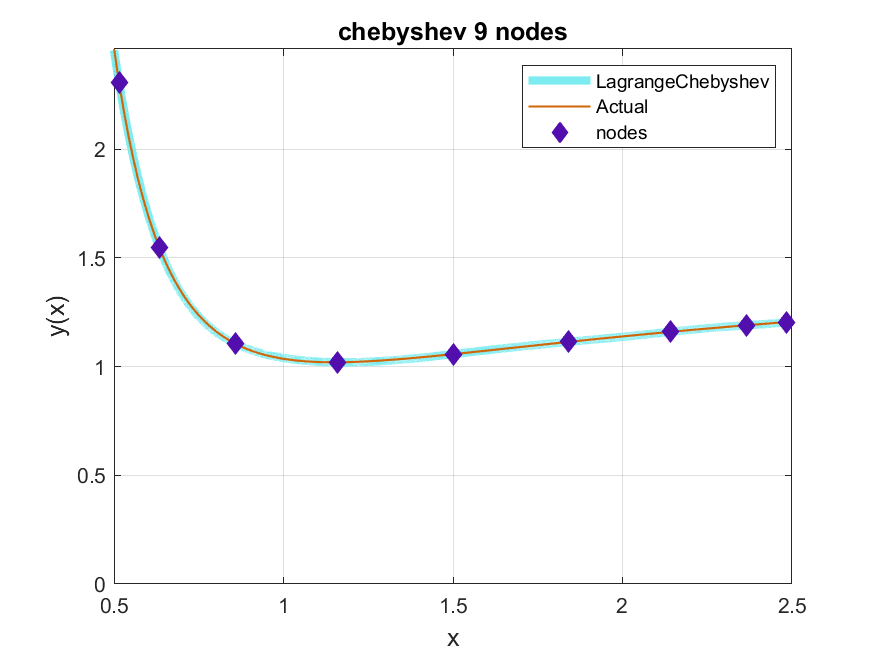 chebyshev 9 nodes
LagrangeChebyshev
Actual
nodes
2
1.5
1
0.5
0
y(x)
0.5 1 1.5 2 2.5
x